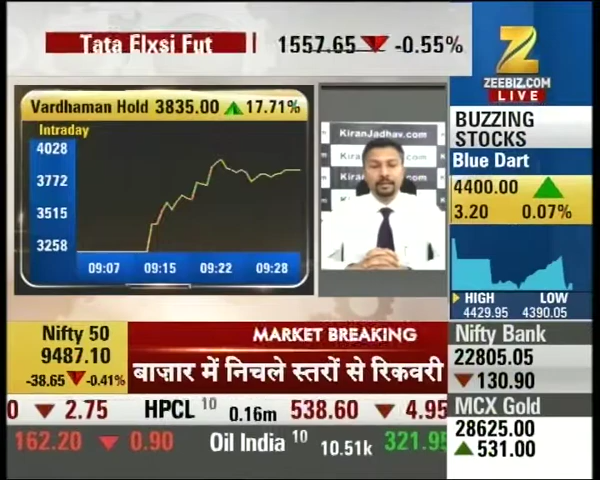 Tata Elxsi Fut 1557.65 -0.55%
ZEEBIZ.COM
LIVE
Vardhaman Hold 3835.00 17.71%
Intraday
4028
3772
3515
3258
09:07 09:15 09:22 09:28
KiranJadhav.com
BUZZING
STOCKS
Blue Dart
4400.00
3.20 0.07%
HIGH LOW
4429.95 4390.05
Nifty 50
9487.10
-38.65 -0.41%
MARKET BREAKING
बाज़ार में निचले स्तरों से रिकवरी
Nifty Bank
22805.05
130.90
MCX Gold
28625.00
531.00
0 2.75 HPCL 10 0.16m 538.60 4.95
162.20 0.90 Oil India 10 10.51k 321.95